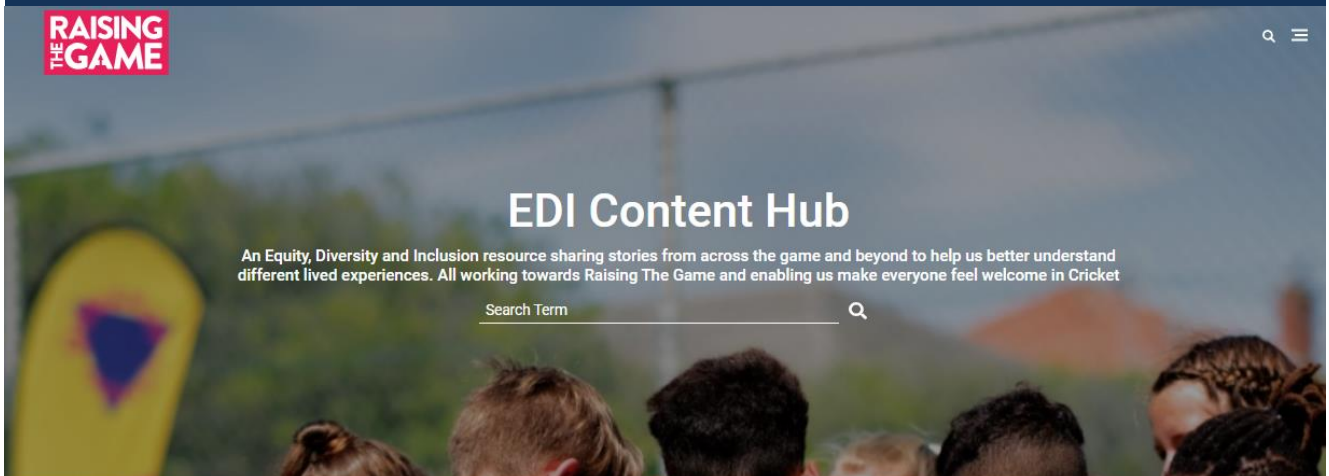 RAISING
THE GAME
EDI Content Hub
An Equity, Diversity and Inclusion resource sharing stories from across the game and beyond to help us better understand
different lived experiences. All working towards Raising The Game and enabling us make everyone feel welcome in Cricket
Search Term